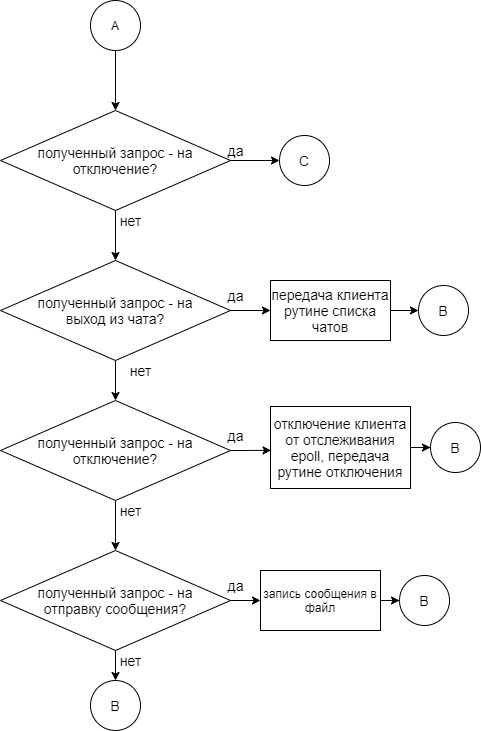 A
полученный запрос - на
отключение?
да
C
нет
полученный запрос - на
выход из чата?
да
передача клиента
рутине списка
чатов
B
нет
полученный запрос - на
отключение?
да
отключение клиента
от отслеживания
epoll, передача
рутине отключения
B
нет
полученный запрос - на
отправку сообщения?
да
запись сообщения в
файл
B
нет
B